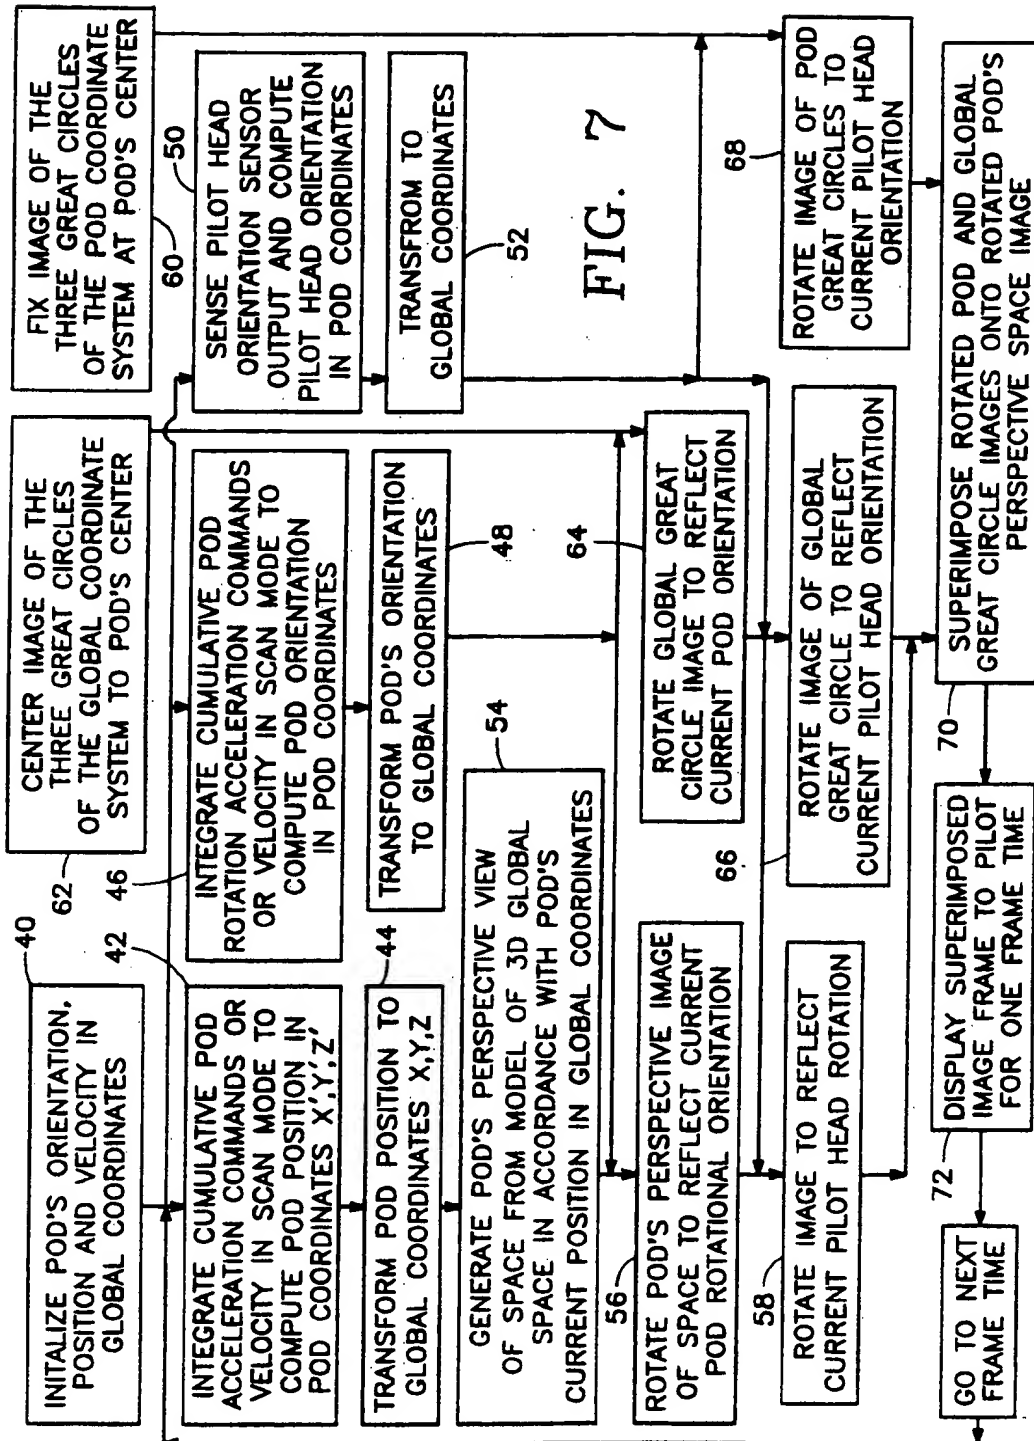 40
INITALIZE POD'S ORIENTATION,
POSITION AND VELOCITY IN
GLOBAL COORDINATES
62
CENTER IMAGE OF THE
THREE GREAT CIRCLES
OF THE GLOBAL COORDINATE
SYSTEM TO POD'S CENTER
FIX IMAGE OF THE
THREE GREAT CIRCLES
OF THE POD COORDINATE
SYSTEM AT POD'S CENTER
60
42
INTEGRATE CUMULATIVE POD
ACCELERATION COMMANDS OR
VELOCITY IN SCAN MODE TO
COMPUTE POD POSITION IN
POD COORDINATES X',Y',Z'
46
INTEGRATE CUMULATIVE POD
ROTATION ACCELERATION COMMANDS
OR VELOCITY IN SCAN MODE TO
COMPUTE POD ORIENTATION
IN POD COORDINATES
50
SENSE PILOT HEAD
ORIENTATION SENSOR
OUTPUT AND COMPUTE
PILOT HEAD ORIENTATION
IN POD COORDINATES
44
TRANSFORM POD POSITION TO
GLOBAL COORDINATES X,Y,Z
TRANSFORM POD'S ORIENTATION
TO GLOBAL COORDINATES
48
TRANSFROM TO
GLOBAL COORDINATES
52
54
GENERATE POD'S PERSPECTIVE VIEW
OF SPACE FROM MODEL OF 3D GLOBAL
SPACE IN ACCORDANCE WITH POD'S
CURRENT POSITION IN GLOBAL COORDINATES
FIG. 7
56
ROTATE POD'S PERSPECTIVE IMAGE
OF SPACE TO REFLECT CURRENT
POD ROTATIONAL ORIENTATION
64
ROTATE GLOBAL GREAT
CIRCLE IMAGE TO REFLECT
CURRENT POD ORIENTATION
58
ROTATE IMAGE TO REFLECT
CURRENT PILOT HEAD ROTATION
66
ROTATE IMAGE OF GLOBAL
GREAT CIRCLE TO REFLECT
CURRENT PILOT HEAD ORIENTATION
68
ROTATE IMAGE OF POD
GREAT CIRCLES TO
CURRENT PILOT HEAD
ORIENTATION
GO TO NEXT
FRAME TIME
72
DISPLAY SUPERIMPOSED
IMAGE FRAME TO PILOT
FOR ONE FRAME TIME
70
SUPERIMPOSE ROTATED POD AND GLOBAL
GREAT CIRCLE IMAGES ONTO ROTATED POD'S
PERSPECTIVE SPACE IMAGE